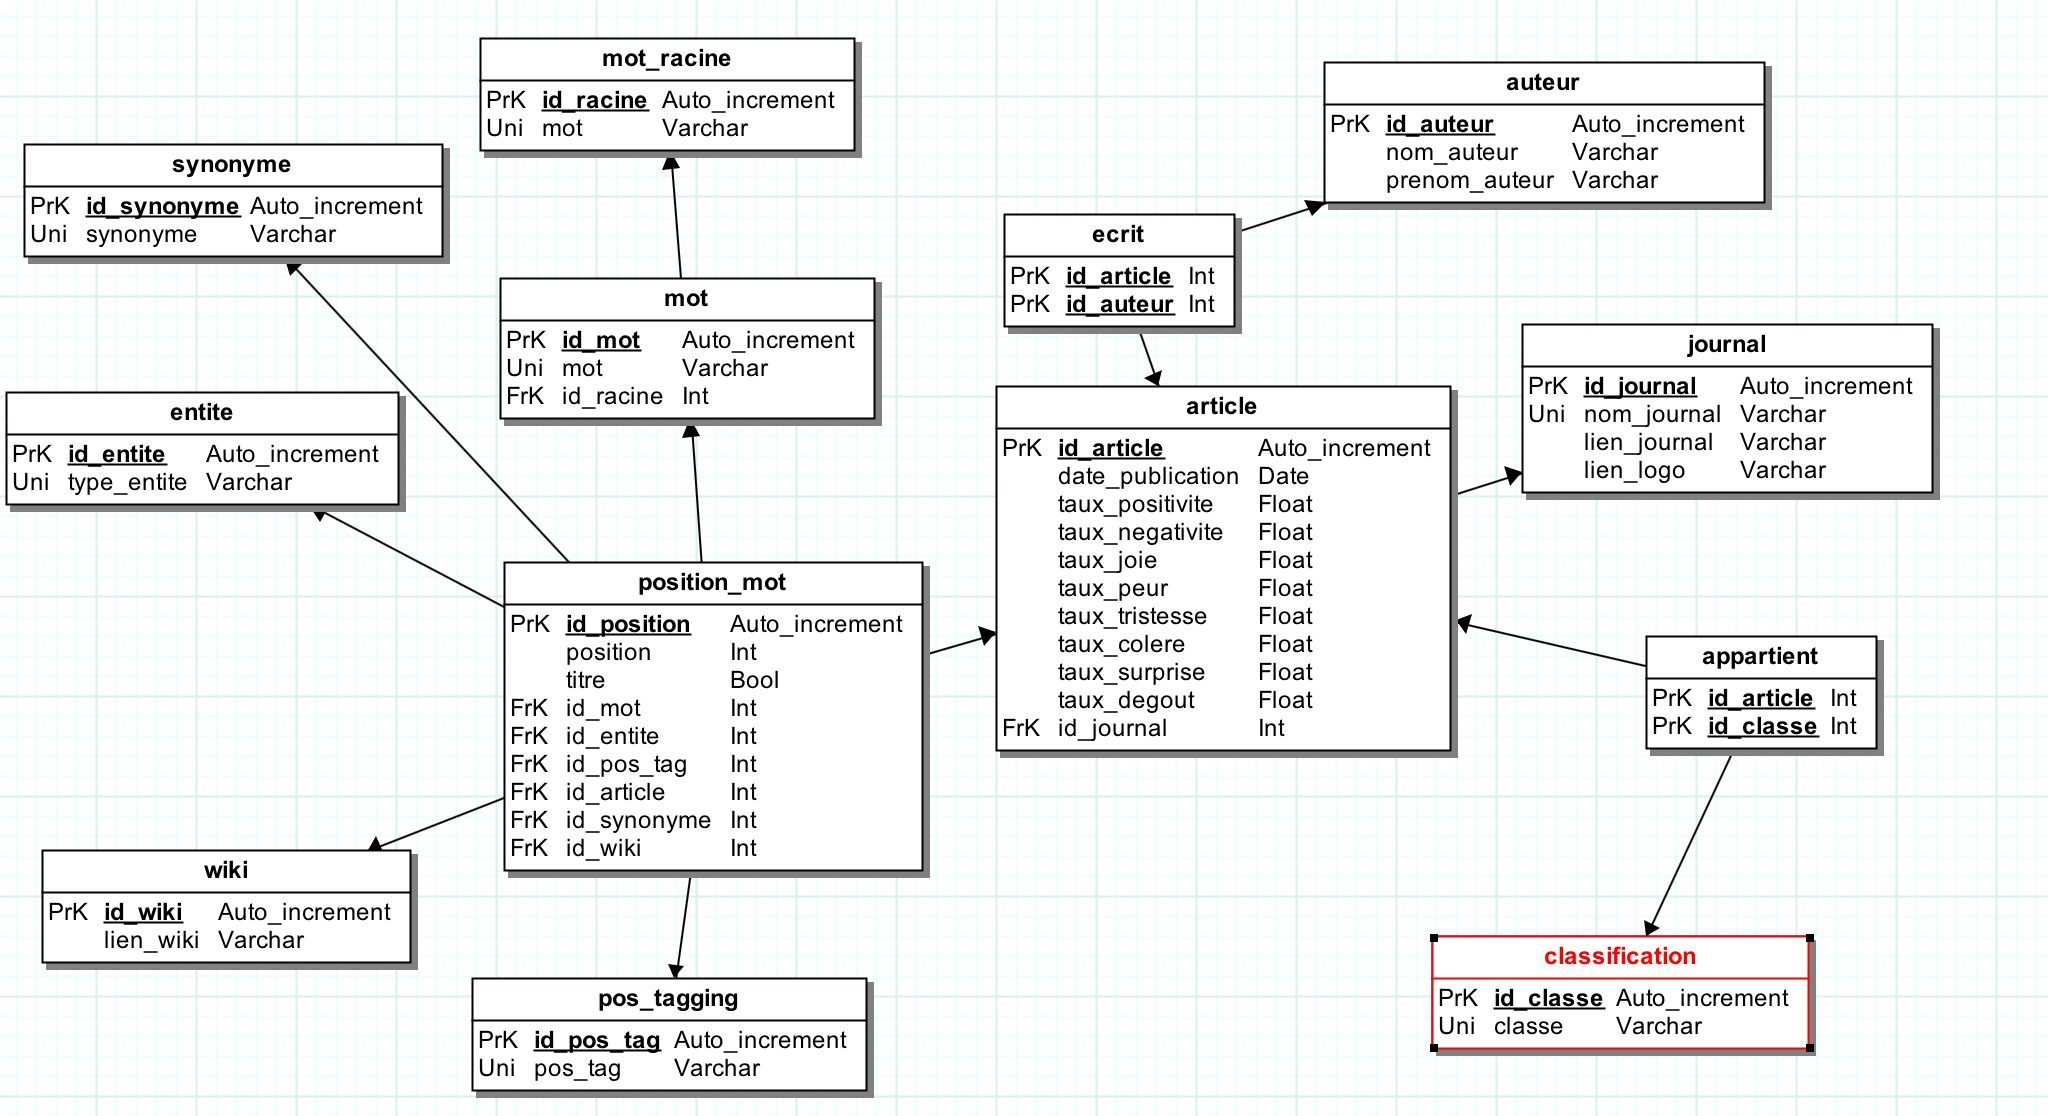 mot_racine
PrK id_racine Auto_increment
Uni mot Varchar
auteur
PrK id_auteur Auto_increment
nom_auteur Varchar
prenom_auteur Varchar
synonyme
PrK id_synonyme Auto_increment
Uni synonyme Varchar
ecrit
PrK id_article Int
PrK id_auteur Int
mot
PrK id_mot Auto_increment
Uni mot Varchar
FrK id_racine Int
journal
PrK id_journal Auto_increment
Uni nom_journal Varchar
lien_journal Varchar
lien_logo Varchar
entite
PrK id_entite Auto_increment
Uni type_entite Varchar
article
PrK id_article Auto_increment
date_publication Date
taux_positivite Float
taux_negativite Float
taux_joie Float
taux_peur Float
taux_tristesse Float
taux_colere Float
taux_surprise Float
taux_degout Float
FrK id_journal Int
position_mot
PrK id_position Auto_increment
position Int
titre Bool
FrK id_mot Int
FrK id_entite Int
FrK id_pos_tag Int
FrK id_article Int
FrK id_synonyme Int
FrK id_wiki Int
appartient
PrK id_article Int
PrK id_classe Int
wiki
PrK id_wiki Auto_increment
lien_wiki Varchar
pos_tagging
PrK id_pos_tag Auto_increment
Uni pos_tag Varchar
classification
PrK id_classe Auto_increment
Uni classe Varchar